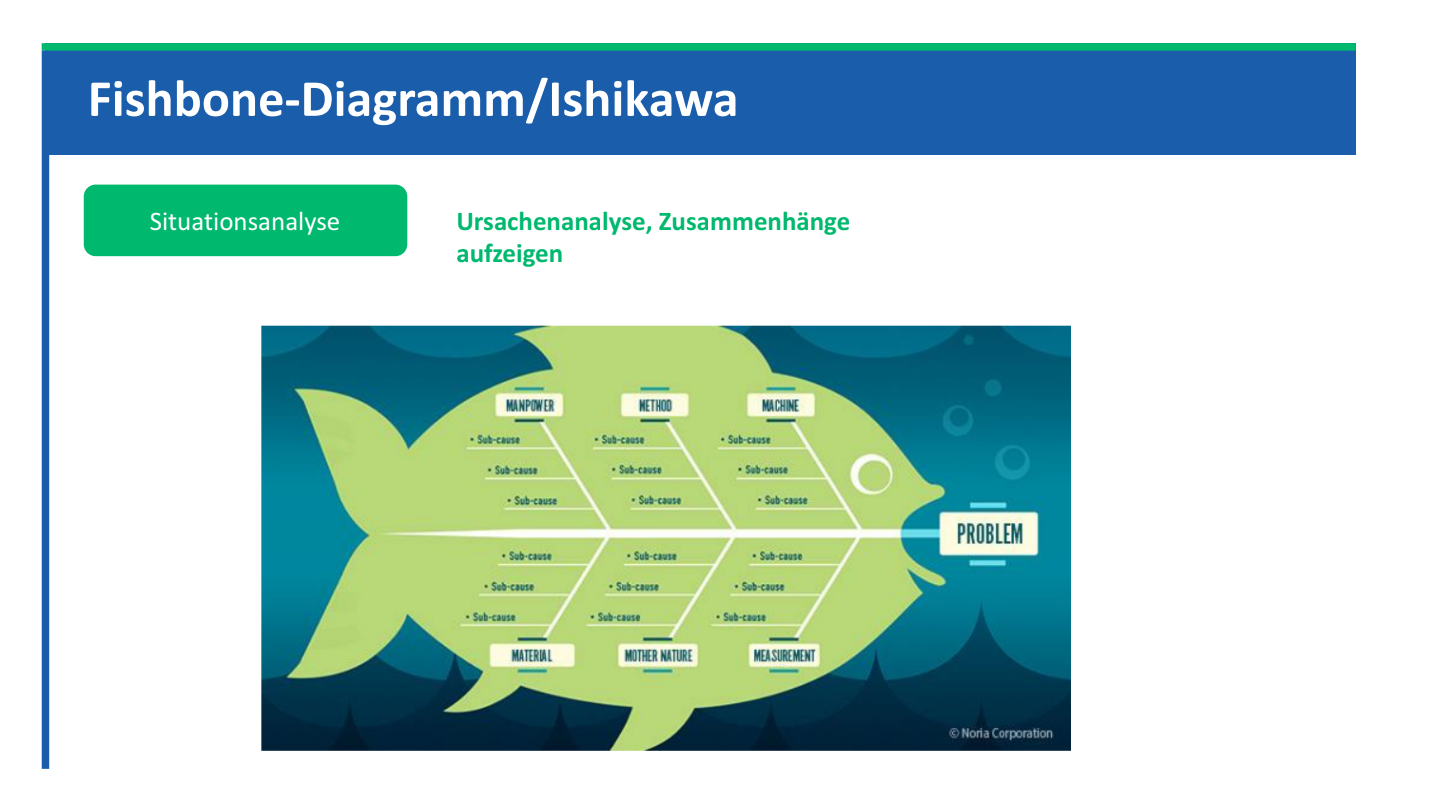 Fishbone-Diagramm/Ishikawa
Situationsanalyse
Ursachenanalyse, Zusammenhänge
aufzeigen
MANPOWER METHOD MACHINE
• Sub-cause • Sub-cause • Sub-cause
• Sub-cause • Sub-cause • Sub-cause
• Sub-cause • Sub-cause • Sub-cause
PROBLEM
• Sub-cause • Sub-cause • Sub-cause
• Sub-cause • Sub-cause • Sub-cause
• Sub-cause • Sub-cause • Sub-cause
MATERIAL MOTHER NATURE MEASUREMENT
© Noria Corporation